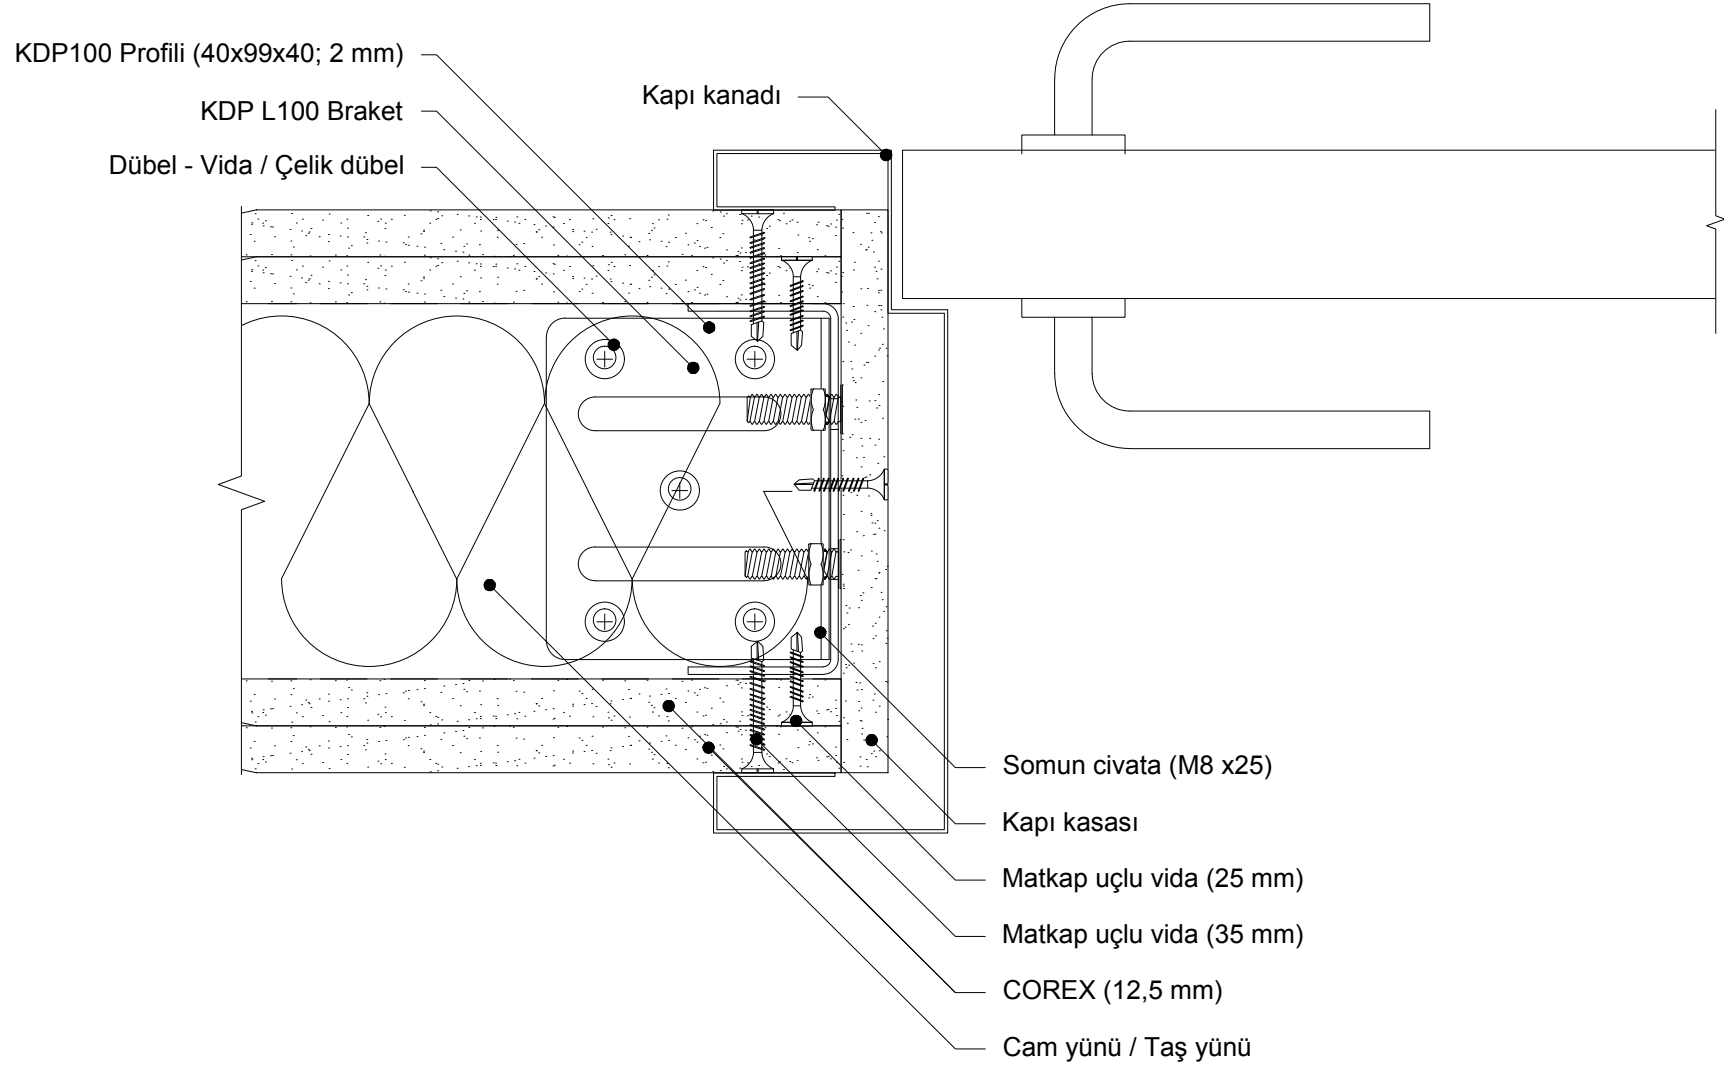 KDP100 Profili (40x99x40; 2 mm)
KDP L100 Braket
Dübel - Vida / Çelik dübel
Kapı kanadı
Somun civata (M8 x25)
Kapı kasası
Matkap uçlu vida (25 mm)
Matkap uçlu vida (35 mm)
COREX (12,5 mm)
Cam yünü / Taş yünü